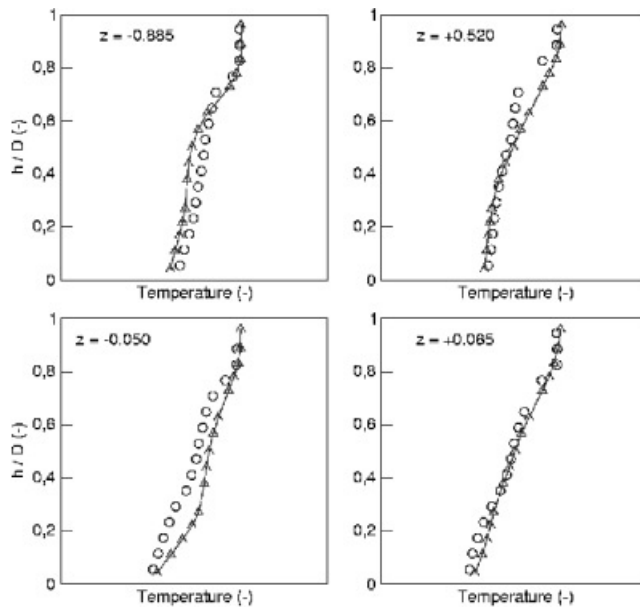 1
z = -0.885
0,8
0,6
h / D (-)
0,4
0,2
0
Temperature (-)
1
z = +0.520
0,8
0,6
h / D (-)
0,4
0,2
0
Temperature (-)
1
z = -0.050
0,8
0,6
h / D (-)
0,4
0,2
0
Temperature (-)
1
z = +0.085
0,8
0,6
h / D (-)
0,4
0,2
0
Temperature (-)